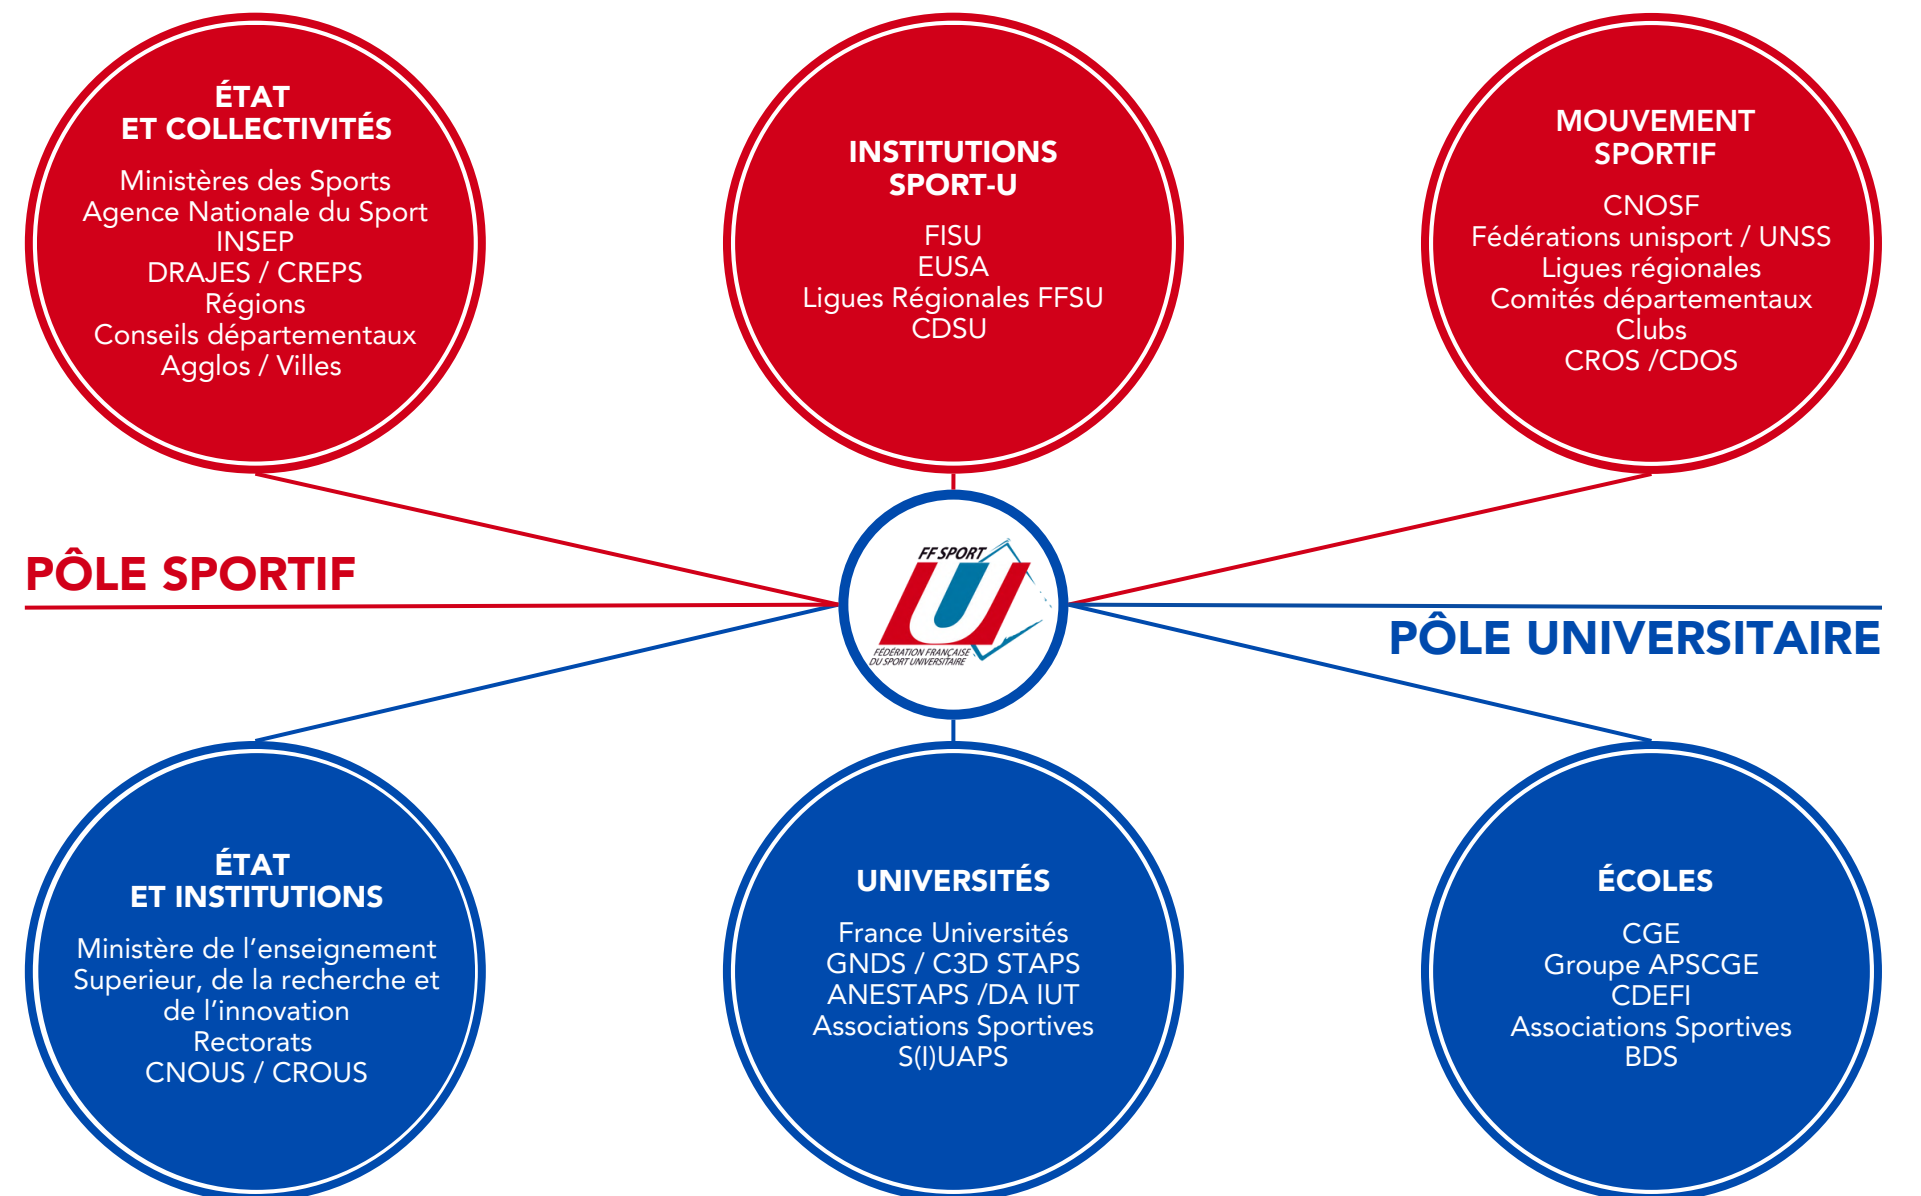 ÉTAT
ET COLLECTIVITÉS
Ministères des Sports
Agence Nationale du Sport
INSEP
DRAJES / CREPS
Régions
Conseils départementaux
Agglos / Villes
INSTITUTIONS
SPORT-U
FISU
EUSA
Ligues Régionales FFSU
CDSU
MOUVEMENT
SPORTIF
CNOSF
Fédérations unisport / UNSS
Ligues régionales
Comités départementaux
Clubs
CROS /CDOS
PÔLE SPORTIF
FF SPORT
U
FÉDÉRATION FRANÇAISE
DU SPORT UNIVERSITAIRE
PÔLE UNIVERSITAIRE
ÉTAT
ET INSTITUTIONS
Ministère de l’enseignement
Superieur, de la recherche et
de l’innovation
Rectorats
CNOUS / CROUS
UNIVERSITÉS
France Universités
GNDS / C3D STAPS
ANESTAPS /DA IUT
Associations Sportives
S(I)UAPS
ÉCOLES
CGE
Groupe APSCGE
CDEFI
Associations Sportives
BDS